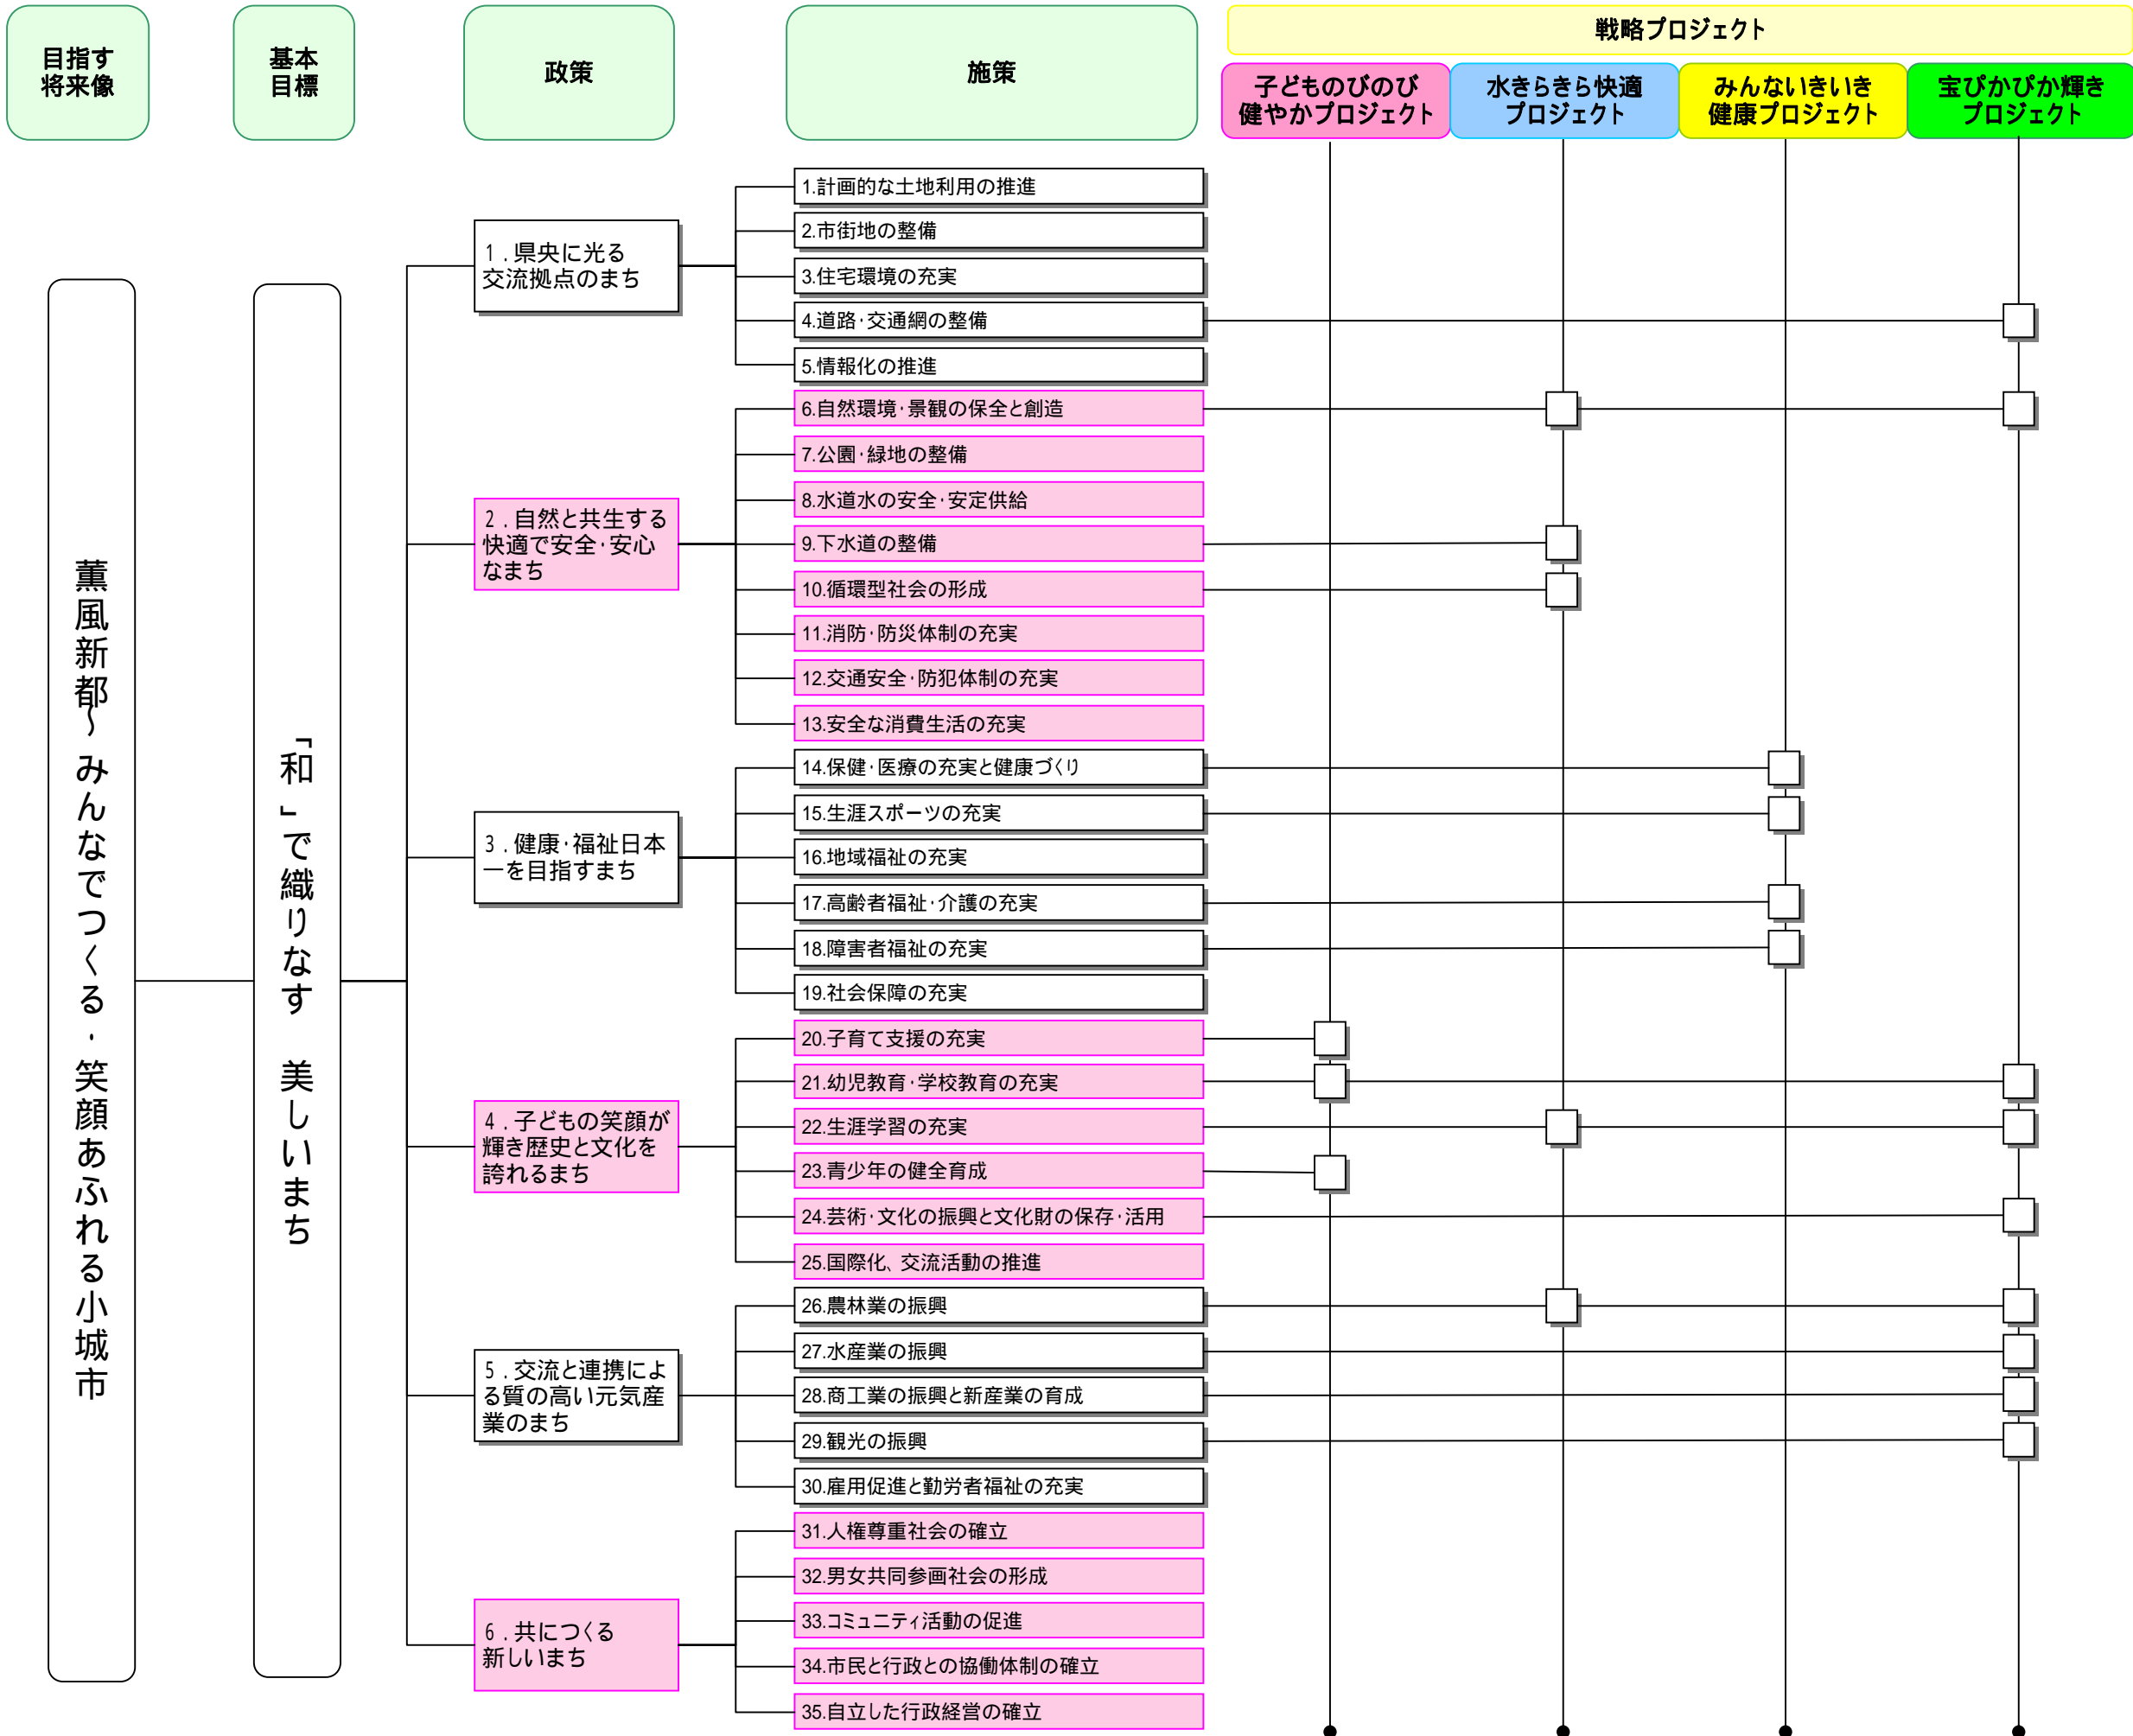 目指す
将来像
基本
目標
政策
施策
戦略プロジェクト
子どものびのび
健やかプロジェクト
水きらきら快適
プロジェクト
みんないきいき
健康プロジェクト
宝ぴかぴか輝き
プロジェクト
薫風新都～みんなでつくる・笑顔あふれる小城市
「和」で織りなす　美しいまち
１.県央に光る
交流拠点のまち
1.計画的な土地利用の推進
2.市街地の整備
3.住宅環境の充実
4.道路・交通網の整備
5.情報化の推進
２.自然と共生する
快適で安全・安心
なまち
6.自然環境・景観の保全と創造
7.公園・緑地の整備
8.水道水の安全・安定供給
9.下水道の整備
10.循環型社会の形成
11.消防・防災体制の充実
12.交通安全・防犯体制の充実
13.安全な消費生活の充実
３.健康・福祉日本
一を目指すまち
14.保健・医療の充実と健康づくり
15.生涯スポーツの充実
16.地域福祉の充実
17.高齢者福祉・介護の充実
18.障害者福祉の充実
19.社会保障の充実
４.子どもの笑顔が
輝き歴史と文化を
誇れるまち
20.子育て支援の充実
21.幼児教育・学校教育の充実
22.生涯学習の充実
23.青少年の健全育成
24.芸術・文化の振興と文化財の保存・活用
25.国際化、交流活動の推進
５.交流と連携によ
る質の高い元気産
業のまち
26.農林業の振興
27.水産業の振興
28.商工業の振興と新産業の育成
29.観光の振興
30.雇用促進と勤労者福祉の充実
６.共につくる
新しいまち
31.人権尊重社会の確立
32.男女共同参画社会の形成
33.コミュニティ活動の促進
34.市民と行政との協働体制の確立
35.自立した行政経営の確立